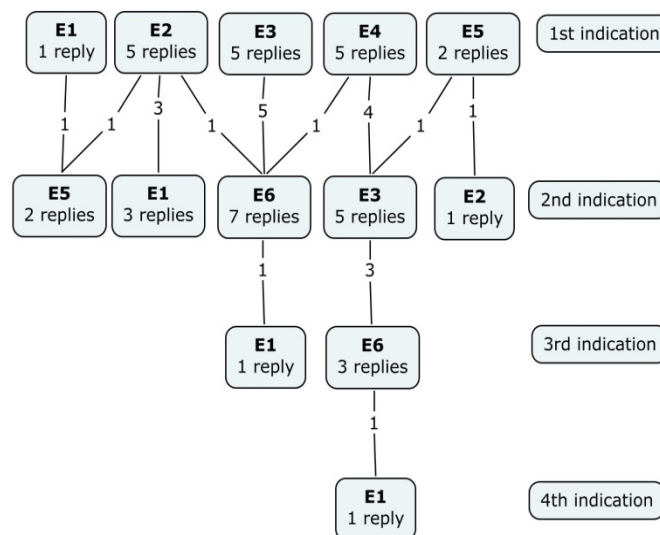 E1
1 reply
E2
5 replies
E3
5 replies
E4
5 replies
E5
2 replies
1st indication
1
1
3
1
5
1
4
1
1
E5
2 replies
E1
3 replies
E6
7 replies
E3
5 replies
E2
1 reply
2nd indication
1
3
E1
1 reply
E6
3 replies
3rd indication
1
E1
1 reply
4th indication